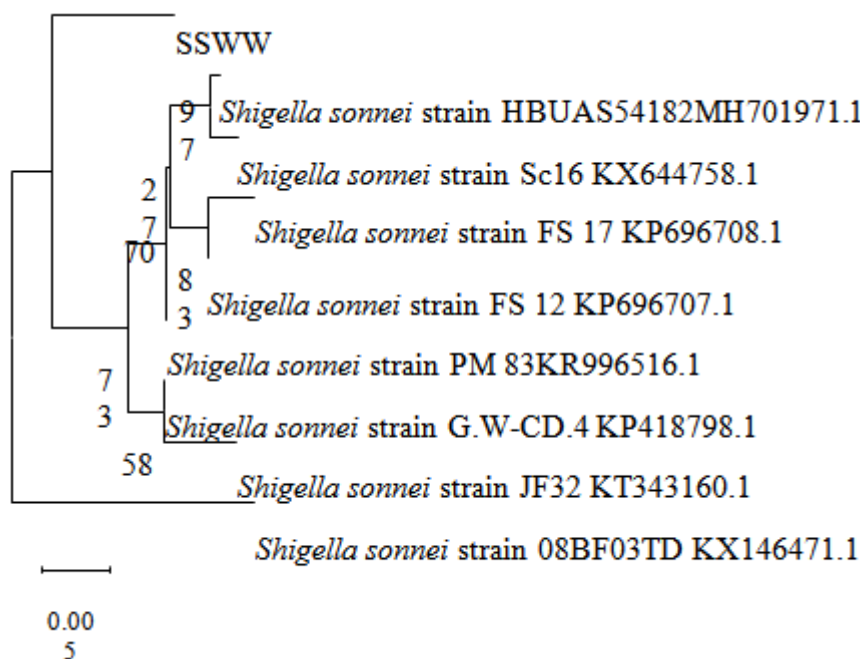 SSWW
9
Shigella sonnei strain HBUAS54182MH701971.1
7
Shigella sonnei strain Sc16 KX644758.1
2
7
Shigella sonnei strain FS 17 KP696708.1
70
8
3
Shigella sonnei strain FS 12 KP696707.1
Shigella sonnei strain PM 83KR996516.1
7
3
Shigella sonnei strain G.W-CD.4 KP418798.1
58
Shigella sonnei strain JF32 KT343160.1
Shigella sonnei strain 08BF03TD KX146471.1
0.00
5